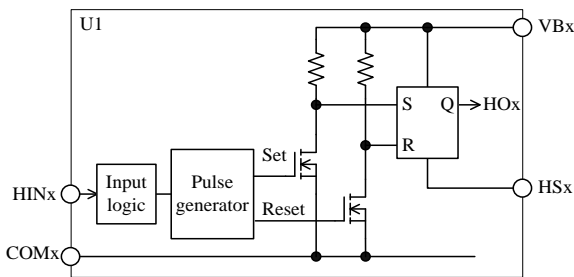 U1
VBx
S
Q
HOx
R
Set
Input
logic
Pulse
generator
HINx
HSx
Reset
COMx